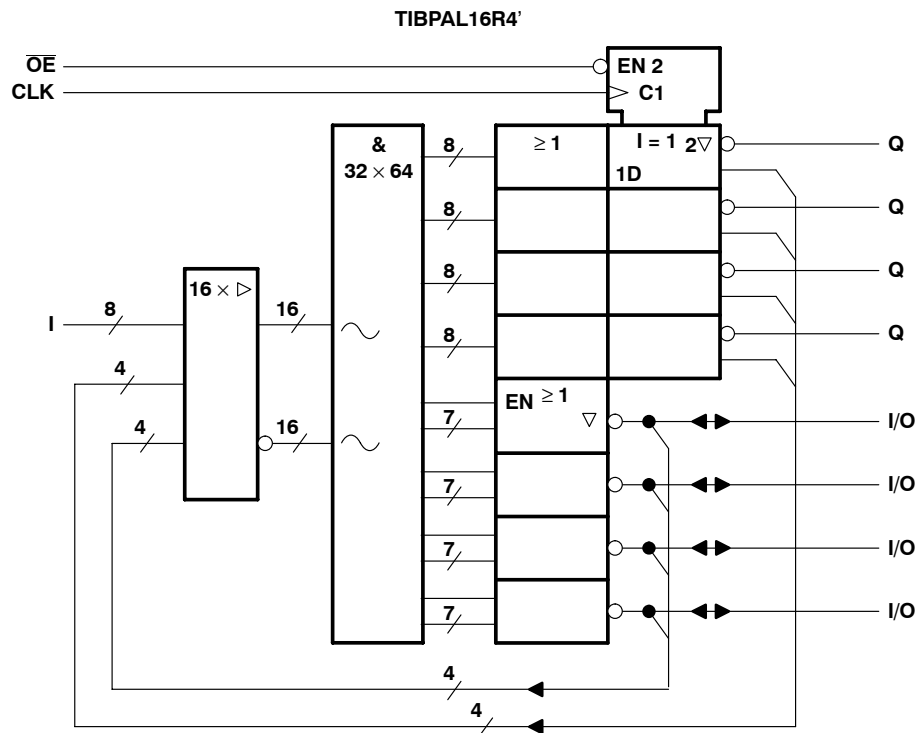 TIBPAL16R4'
OE
EN 2
CLK
C1
&
32 × 64
8
≥ 1
I = 1
2▽
Q
1D
8
Q
8
Q
16 × ▷
I
8
16
8
Q
4
EN
≥ 1
▽
7
I/O
4
16
7
I/O
7
I/O
7
I/O
4
4